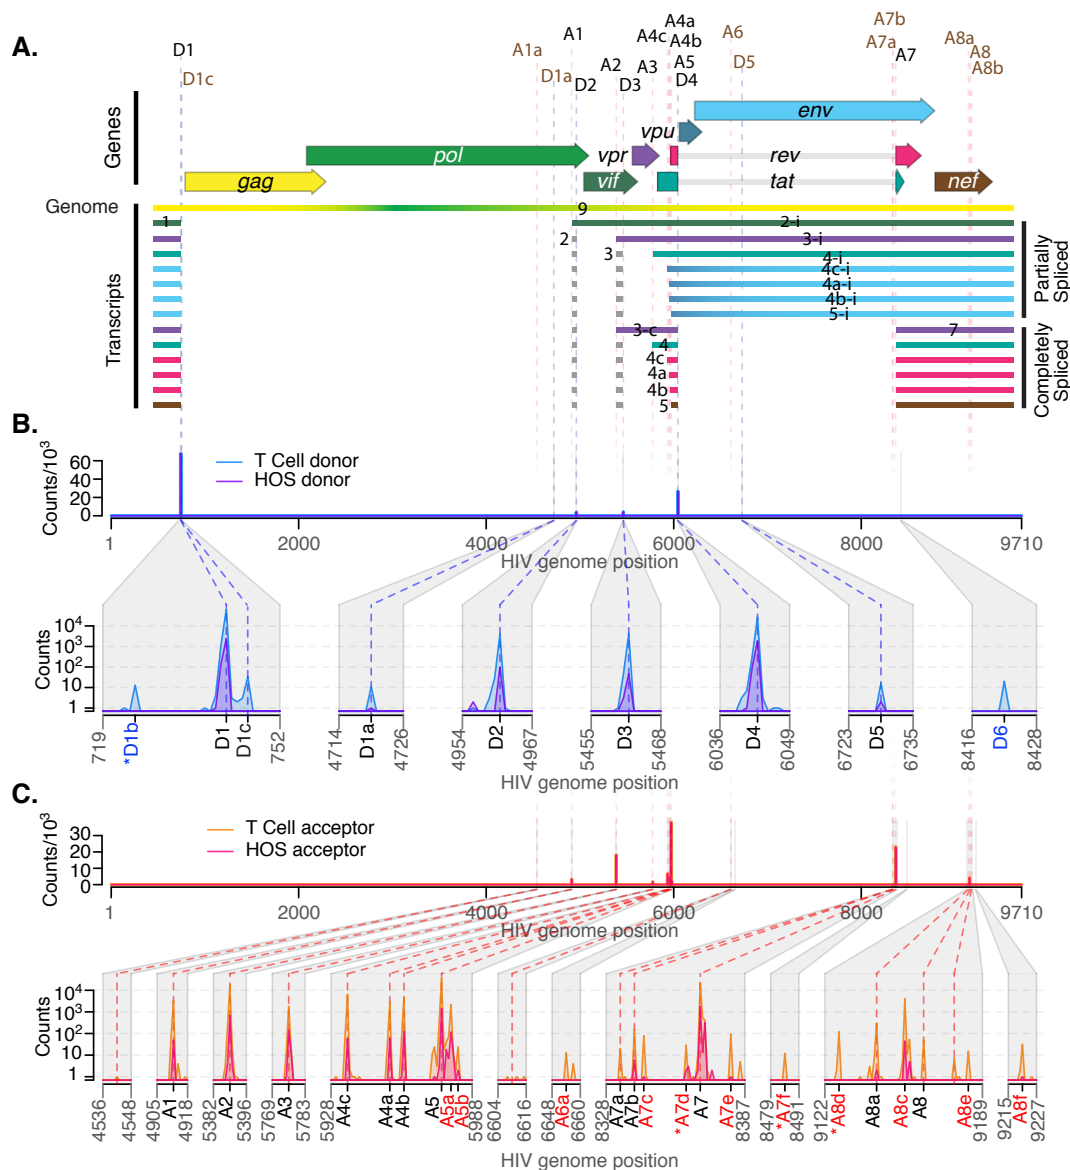 A.
D1
D1c
A1a
D1a
A1
D2
A2
D3
A3
A4c
A4a
A4b
A5
D4
A6
D5
A7b
A7a
A7
A8a
A8
A8b
Genes
env
vpu
pol
vpr
rev
gag
vif
tat
nef
Genome
9
Transcripts
1
2-i
2
3-i
3
4-i
4c-i
4a-i
4b-i
5-i
3-c
7
4
4c
4a
4b
5
Partially
Spliced
Completely
Spliced
B.
Counts/10³
60
40
20
0
T Cell donor
HOS donor
1 2000 4000 6000 8000 9710
HIV genome position
Counts
10⁴
10³
10²
10
1
719 *D1b D1 D1c 752
4714 D1a 4726
4954 D2 4967
5455 D3 5468
6036 D4 6049
6723 D5 6735
8416 D6 8428
HIV genome position
C.
Counts/10³
30
20
10
0
T Cell acceptor
HOS acceptor
1 2000 4000 6000 8000 9710
HIV genome position
Counts
10⁴
10³
10²
10
1
4536 4548
4905 A1 4918
5382 A2 5396
5769 A3 5783
5928 A4c A4a A4b A5 A5a A5b 5988
6604 6616
6648 A6a 6660
8328 A7a A7b A7c *A7d A7 A7e 8387
8479 *A7f 8491
9122 *A8d A8a A8c A8 A8e 9189
9215 A8f 9227
HIV genome position